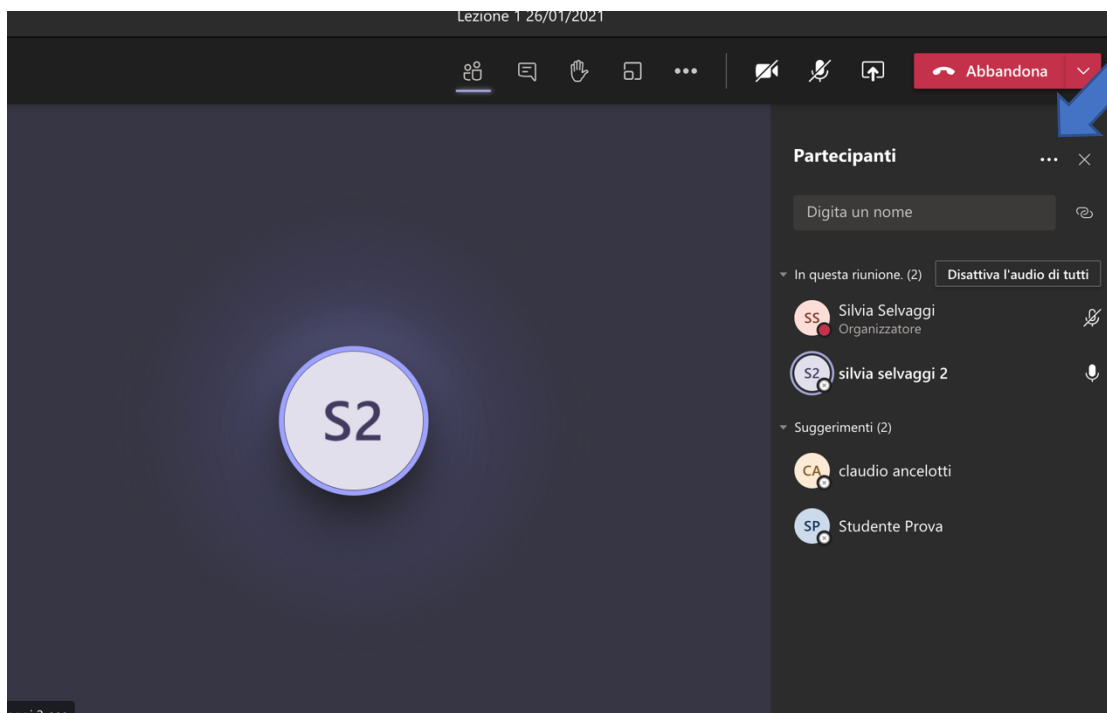 Lezione 1 26/01/2021
Abbandona
Partecipanti
Digita un nome
In questa riunione. (2)
Disattiva l'audio di tutti
SS
Silvia Selvaggi
Organizzatore
S2
silvia selvaggi 2
S2
Suggerimenti (2)
CA
claudio ancelotti
SP
Studente Prova